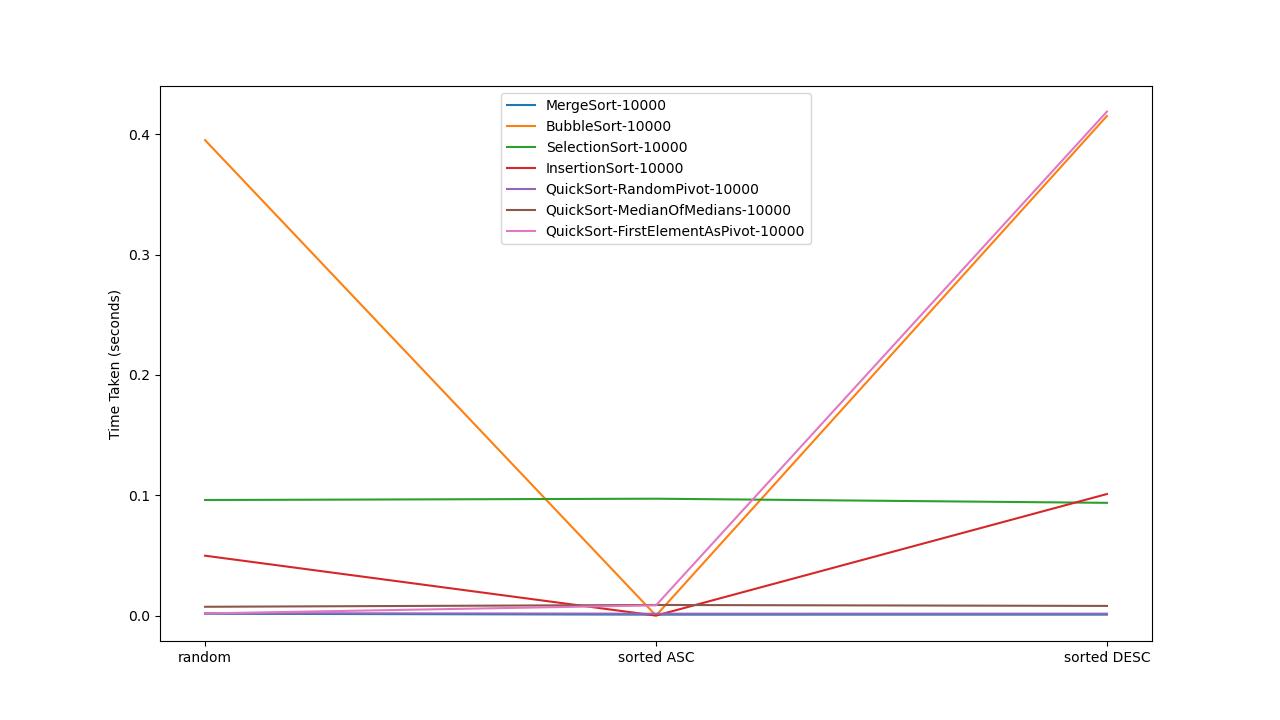 MergeSort-10000
BubbleSort-10000
SelectionSort-10000
InsertionSort-10000
QuickSort-RandomPivot-10000
QuickSort-MedianOfMedians-10000
QuickSort-FirstElementAsPivot-10000
0.4
0.3
0.2
0.1
0.0
Time Taken (seconds)
random
sorted ASC
sorted DESC